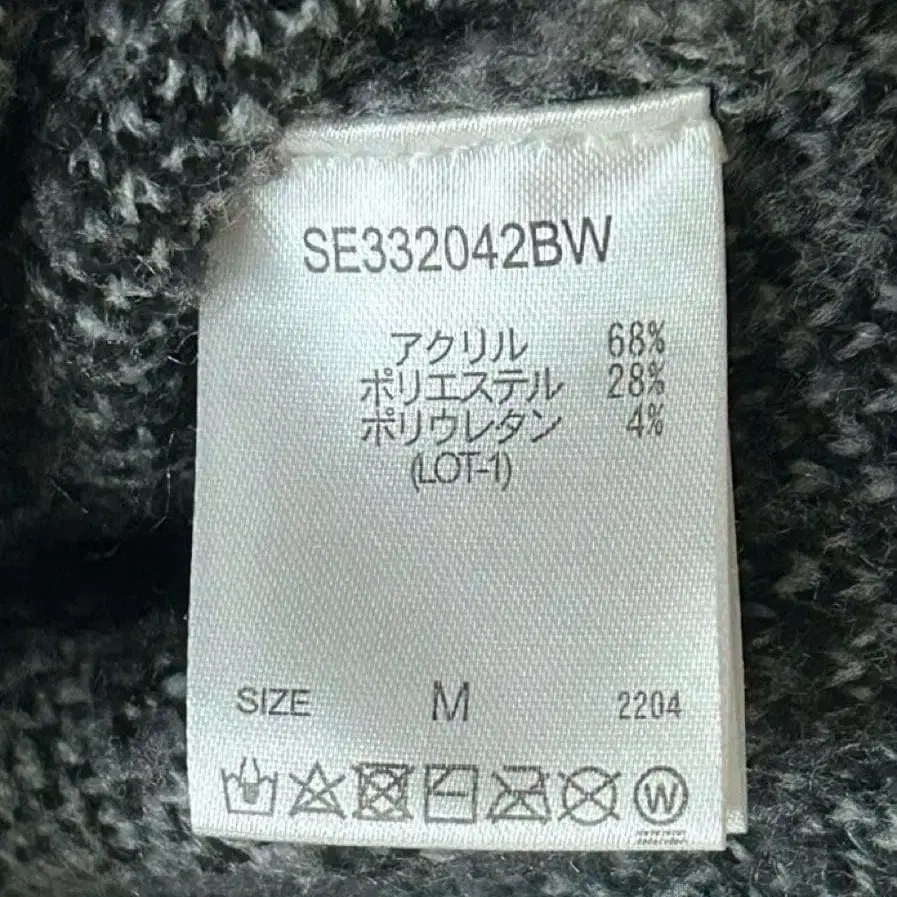 SE332042BW
アクリル 68%
ポリエステル 28%
ポリウレタン 4%
(LOT-1)
SIZE M 2204
W